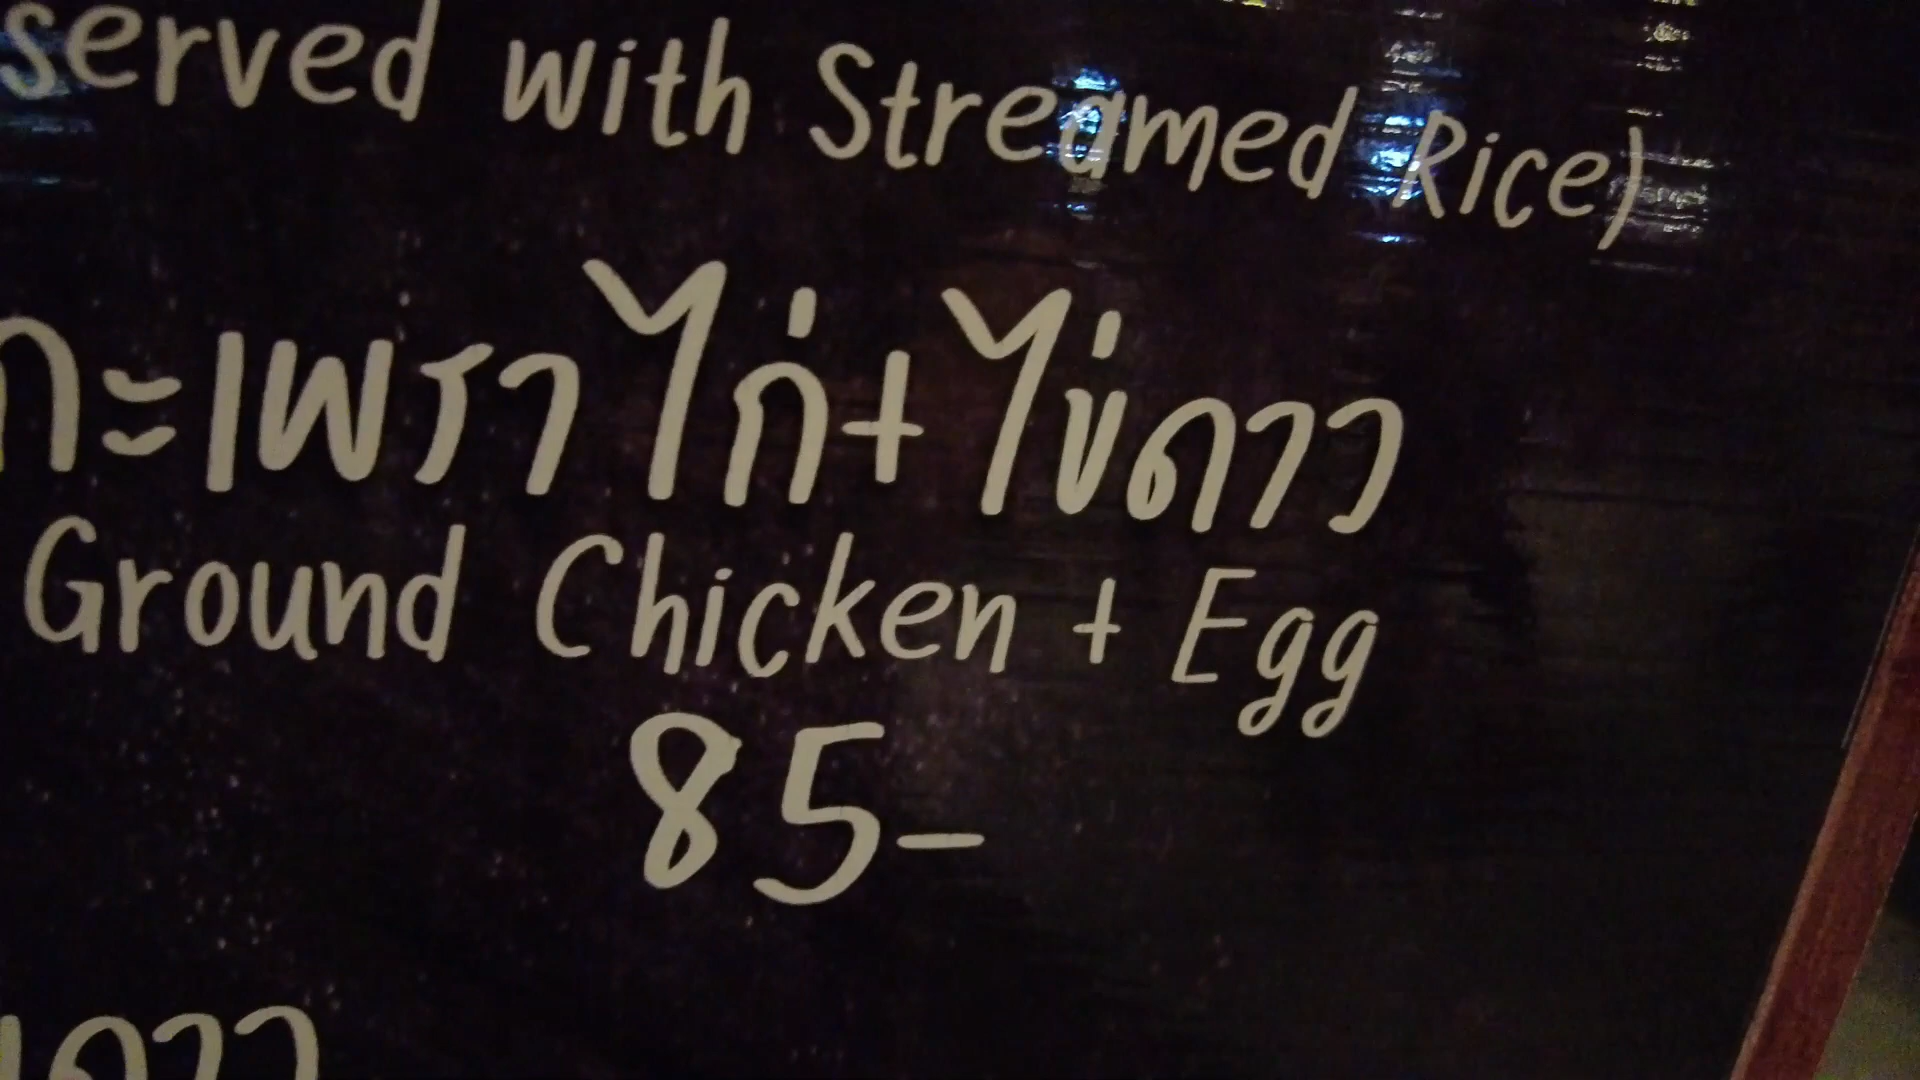 served with Streamed Rice)
กะเพราไก่+ไข่ดาว
Ground Chicken + Egg
85-